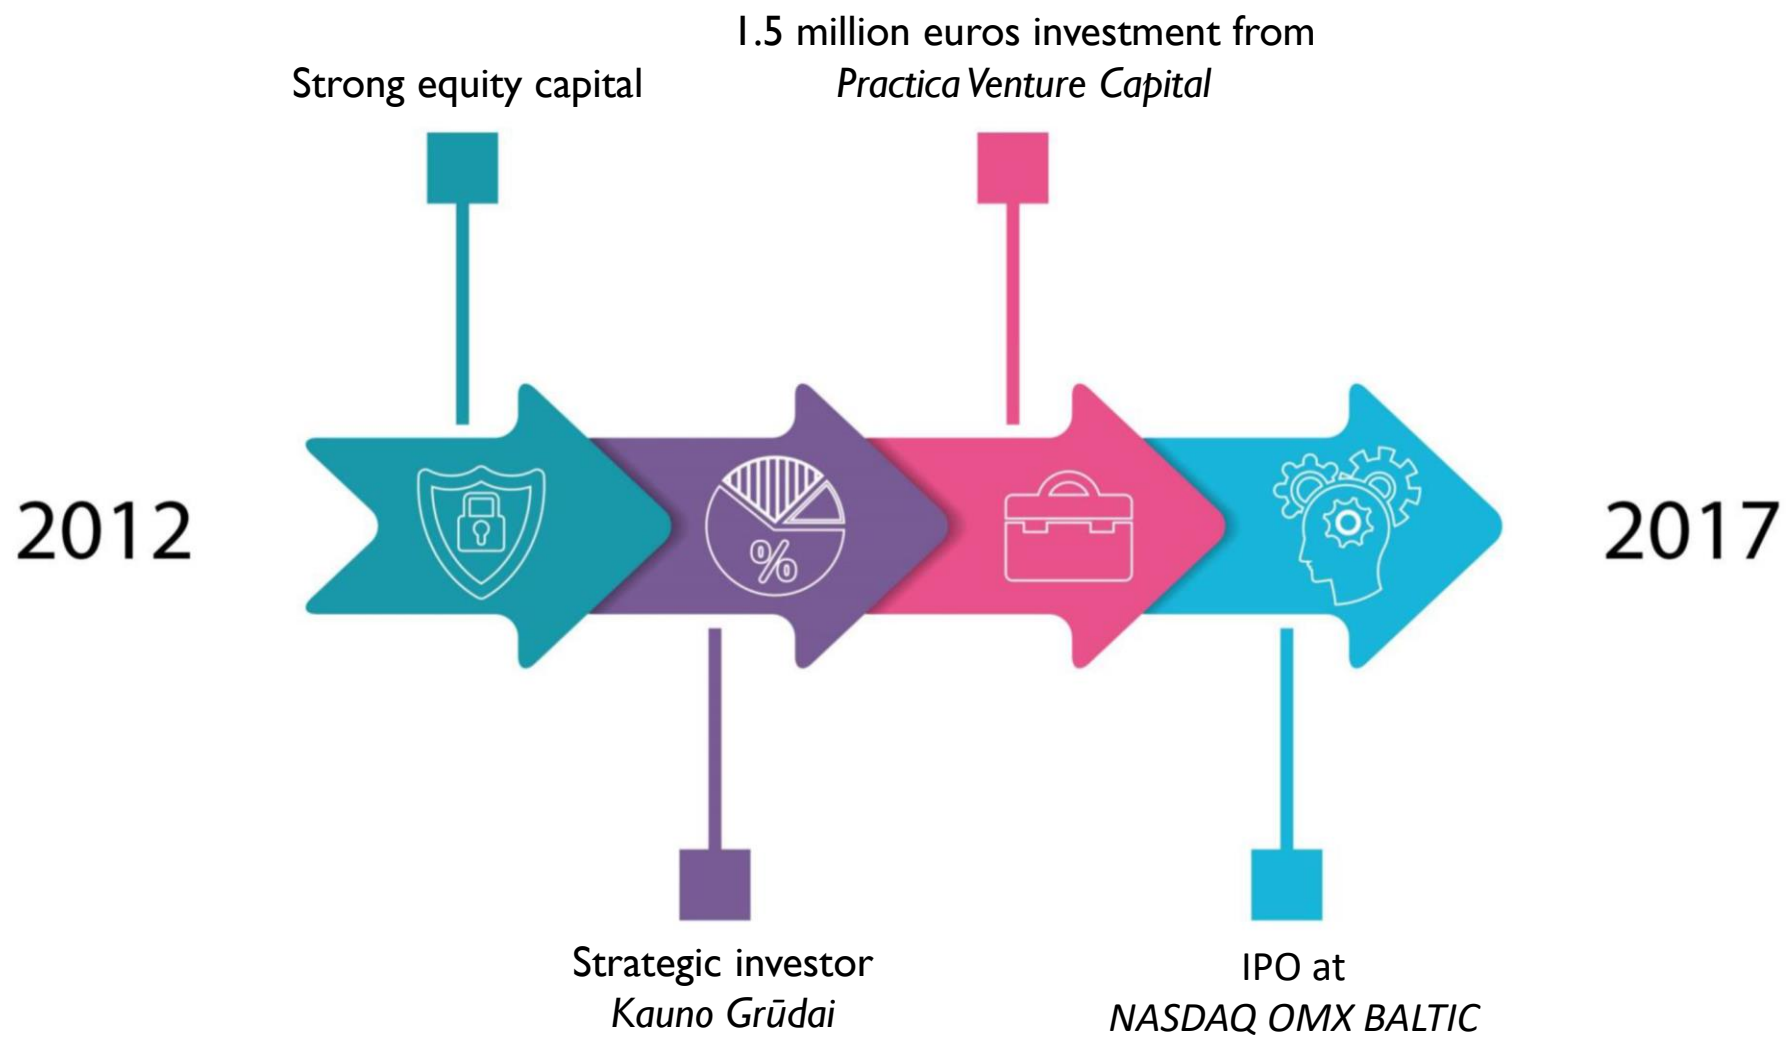 1.5 million euros investment from
Practica Venture Capital
Strong equity capital
2012
%
2017
Strategic investor
Kauno Grūdai
IPO at
NASDAQ OMX BALTIC